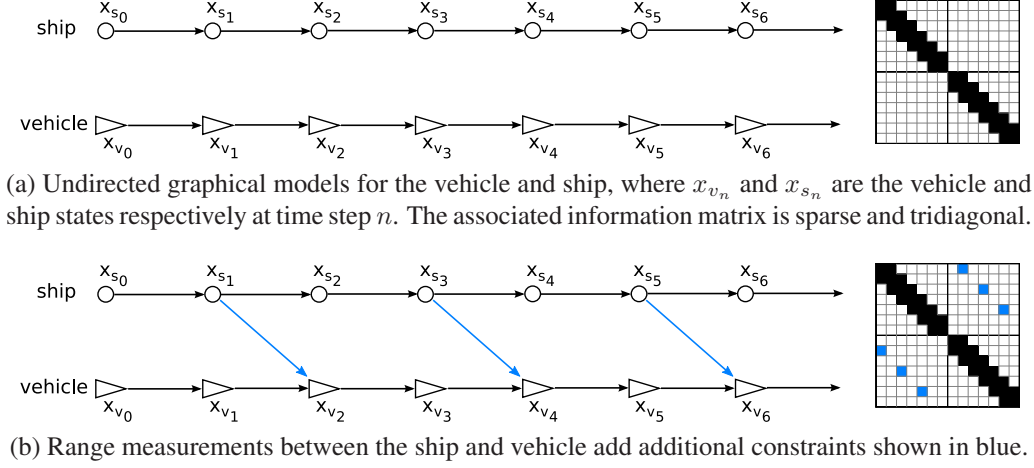 x_{s_0} x_{s_1} x_{s_2} x_{s_3} x_{s_4} x_{s_5} x_{s_6}
ship
vehicle
x_{v_0} x_{v_1} x_{v_2} x_{v_3} x_{v_4} x_{v_5} x_{v_6}
(a) Undirected graphical models for the vehicle and ship, where x_{v_n} and x_{s_n} are the vehicle and
ship states respectively at time step n. The associated information matrix is sparse and tridiagonal.
x_{s_0} x_{s_1} x_{s_2} x_{s_3} x_{s_4} x_{s_5} x_{s_6}
ship
vehicle
x_{v_0} x_{v_1} x_{v_2} x_{v_3} x_{v_4} x_{v_5} x_{v_6}
(b) Range measurements between the ship and vehicle add additional constraints shown in blue.